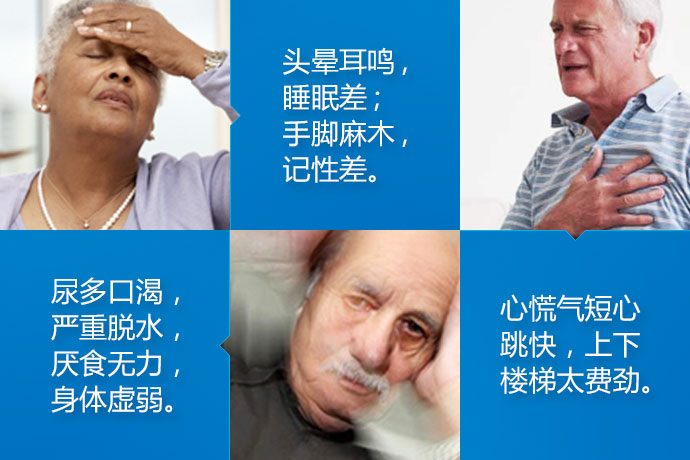 头晕耳鸣，
睡眠差；
手脚麻木，
记性差。
尿多口渴，
严重脱水，
厌食无力，
身体虚弱。
心慌气短心
跳快，上下
楼梯太费劲。